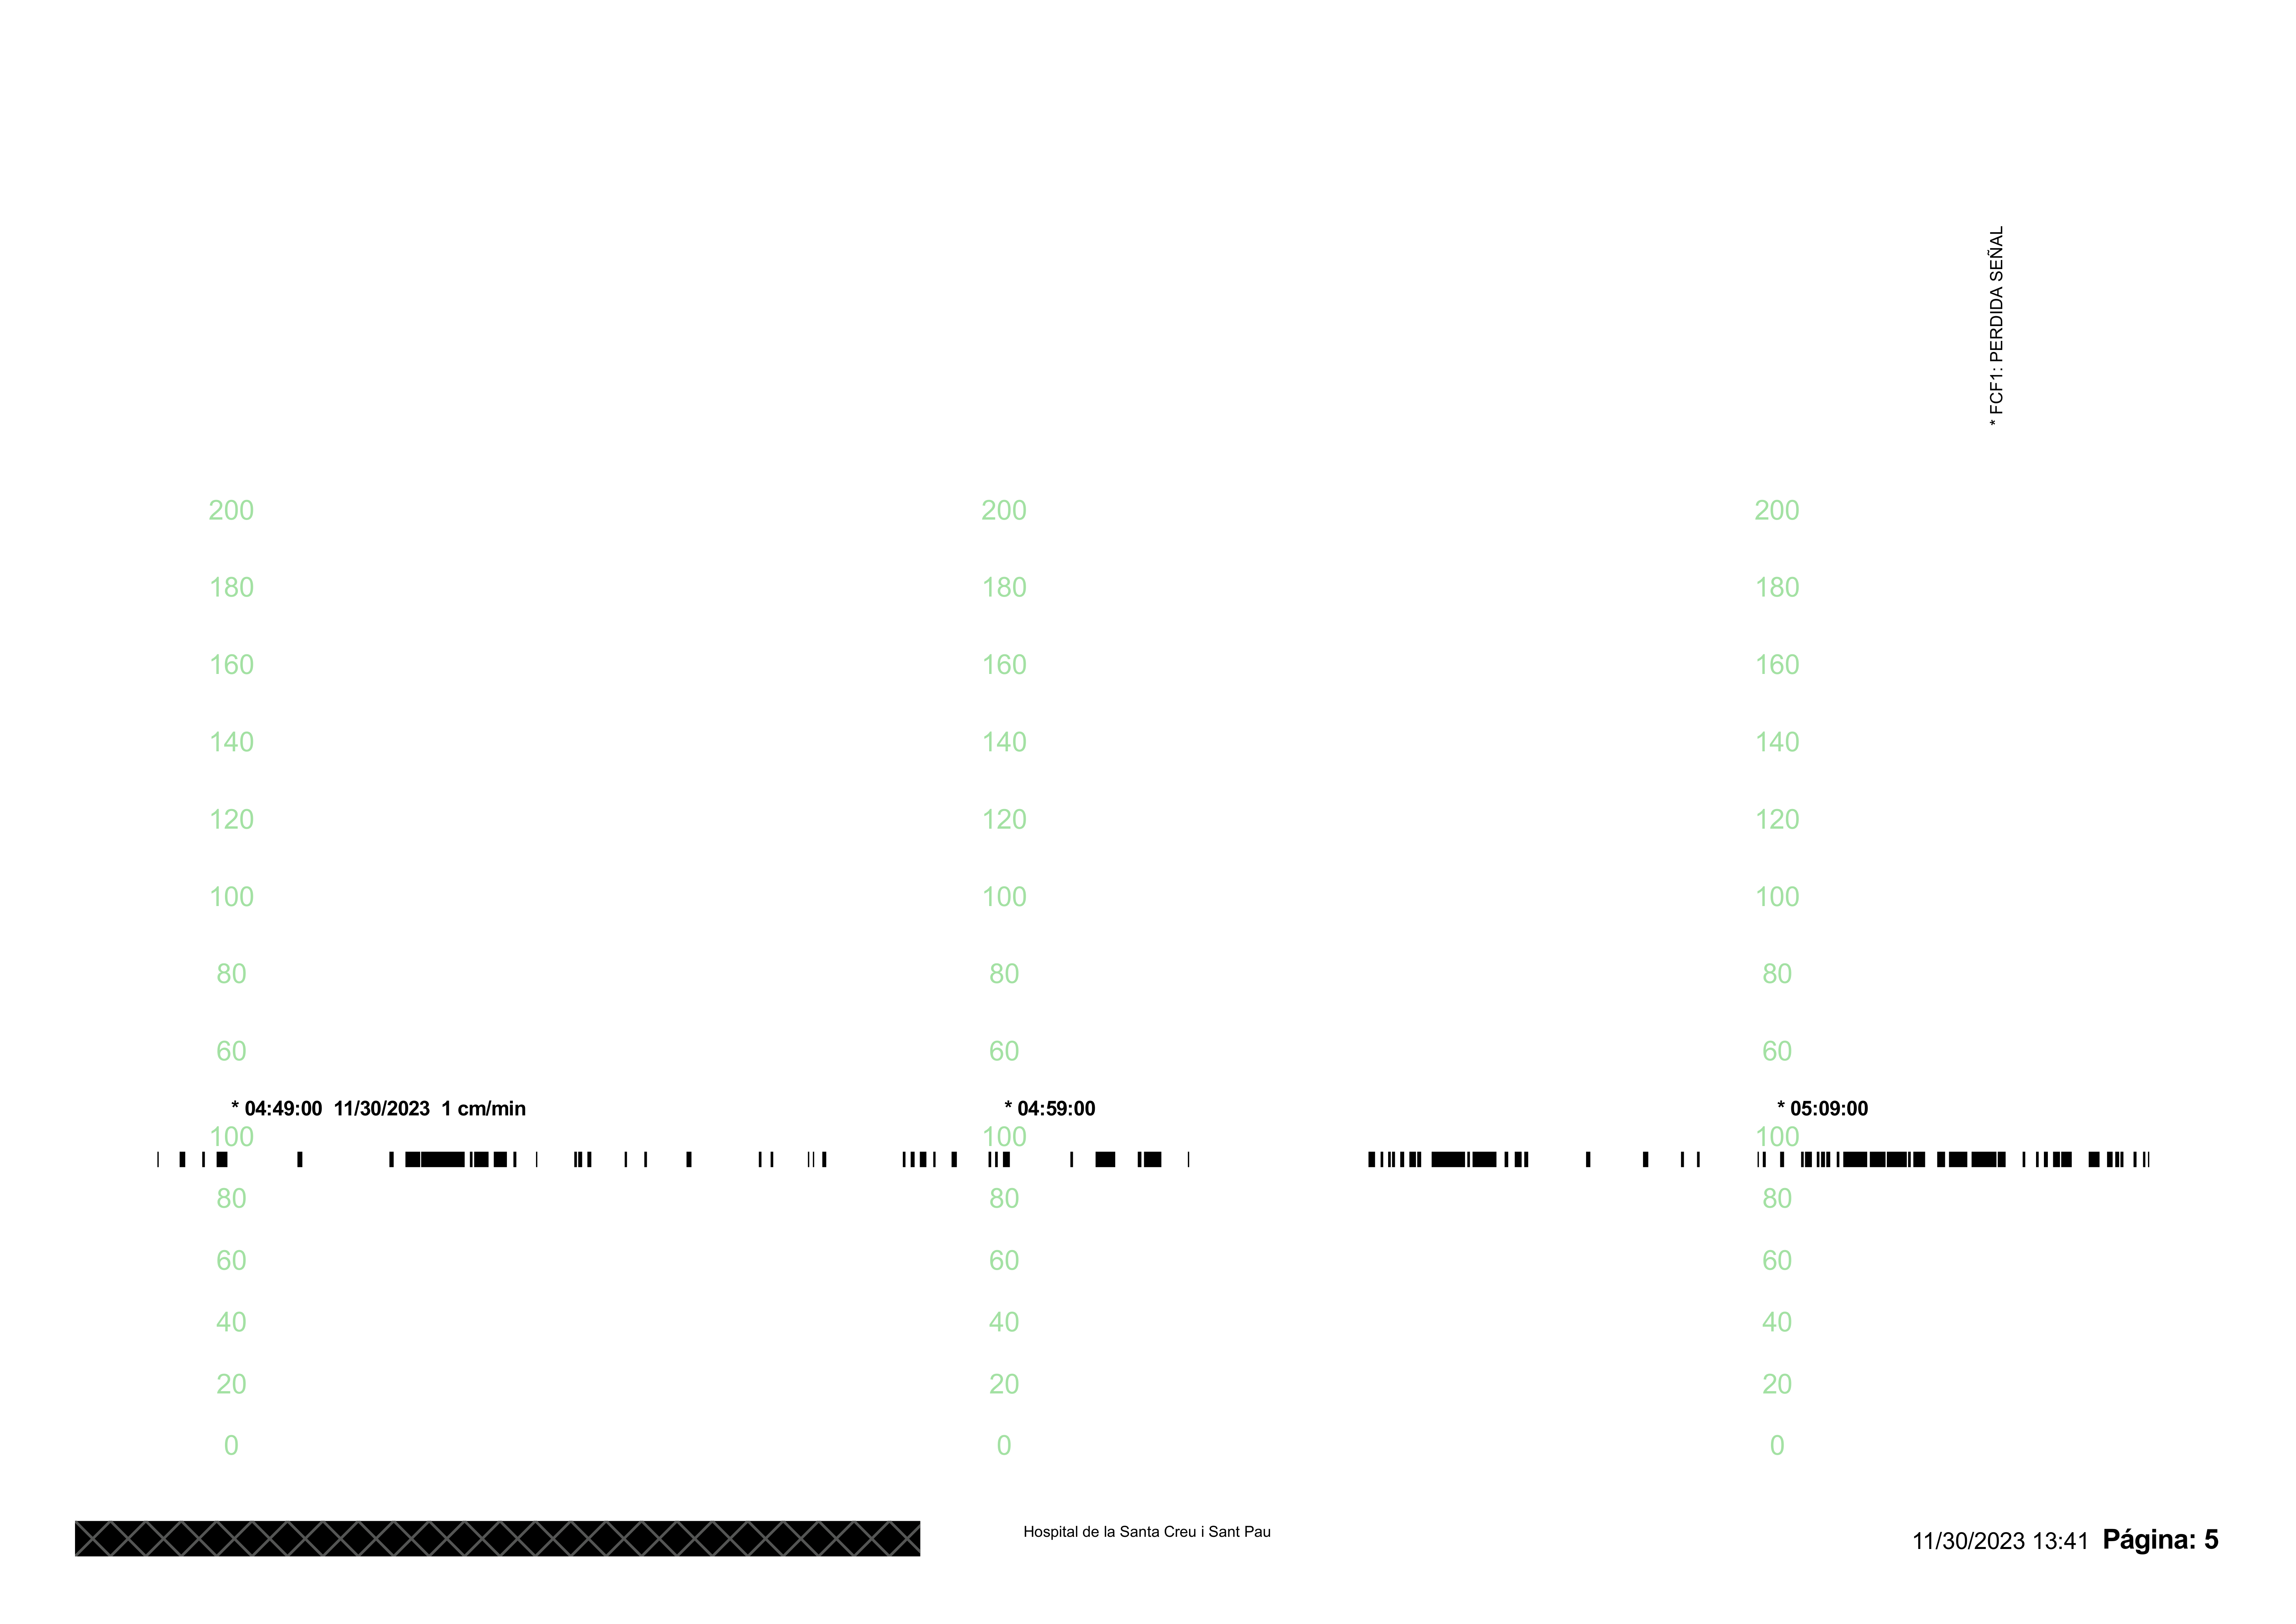 * FCF1: PERDIDA SEÑAL
200 200 200
180 180 180
160 160 160
140 140 140
120 120 120
100 100 100
80 80 80
60 60 60
* 04:49:00 11/30/2023 1 cm/min * 04:59:00 * 05:09:00
100 100 100
80 80 80
60 60 60
40 40 40
20 20 20
0 0 0
Hospital de la Santa Creu i Sant Pau
11/30/2023 13:41 Página: 5